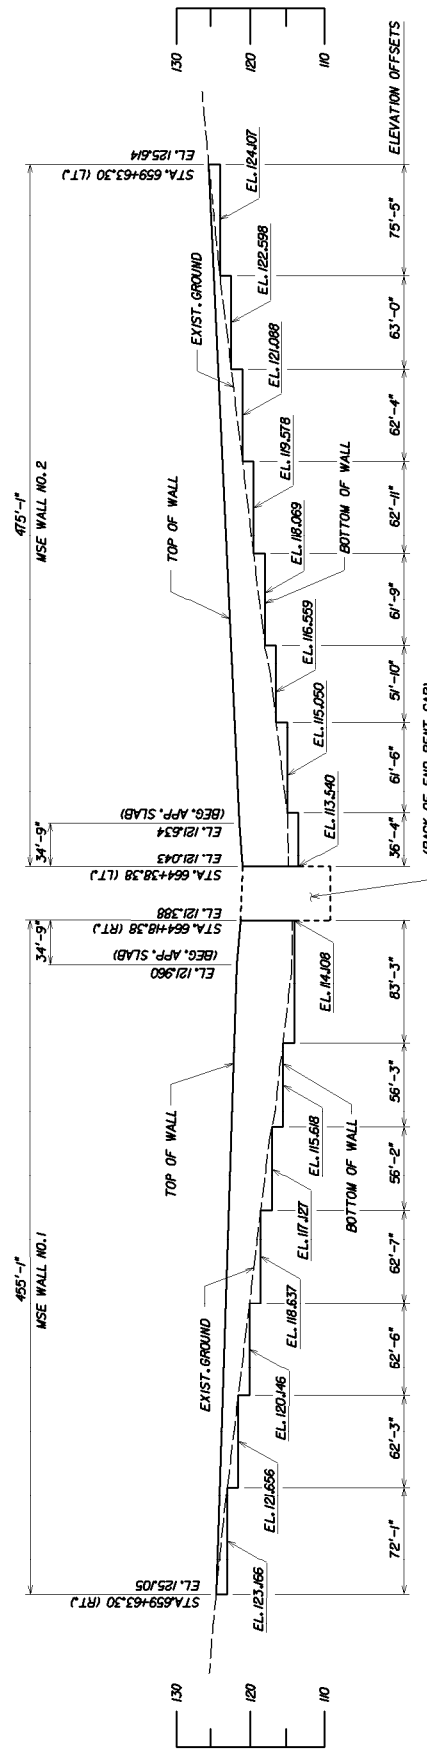 455'-1"
MSE WALL NO.1
475'-1"
MSE WALL NO. 2
34'-9"
34'-9"
130
120
110
STA.659+63.30 (RT.)
EL. 125.105
TOP OF WALL
EXIST. GROUND
EL. 121.960
(BEG. APP. SLAB)
STA. 664+18.38 (RT.)
EL. 121.388
STA. 664+38.38 (LT.)
EL. 121.043
EL. 121.634
(BEG. APP. SLAB)
TOP OF WALL
EXIST. GROUND
STA. 659+63.30 (LT.)
EL. 125.614
130
120
110
EL. 123.166
EL. 121.656
EL. 120.146
EL. 118.637
EL. 117.127
EL. 115.618
EL. 114.108
BOTTOM OF WALL
EL. 113.540
EL. 115.050
EL. 116.559
EL. 118.069
EL. 119.578
EL. 121.088
EL. 122.598
EL. 124.107
BOTTOM OF WALL
72'-1"
62'-3"
62'-6"
62'-7"
56'-2"
56'-3"
83'-3"
36'-4"
61'-6"
51'-10"
61'-9"
62'-11"
62'-4"
63'-0"
75'-5"
ELEVATION OFFSETS
(BACK OF END BENT CAP)